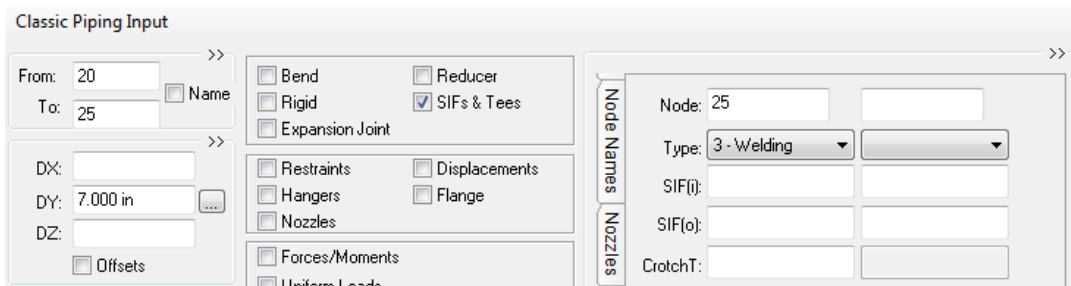 Classic Piping Input
>>
From: 20
To: 25
Name
>>
DX:
DY: 7.000 in ...
DZ:
Offsets
Bend Reducer
Rigid SIFs & Tees
Expansion Joint
Restraints Displacements
Hangers Flange
Nozzles
Forces/Moments
Uniform Loads
>>
Node Names
Nozzles
Node: 25
Type: 3 - Welding
SIF(i):
SIF(o):
CrotchT: